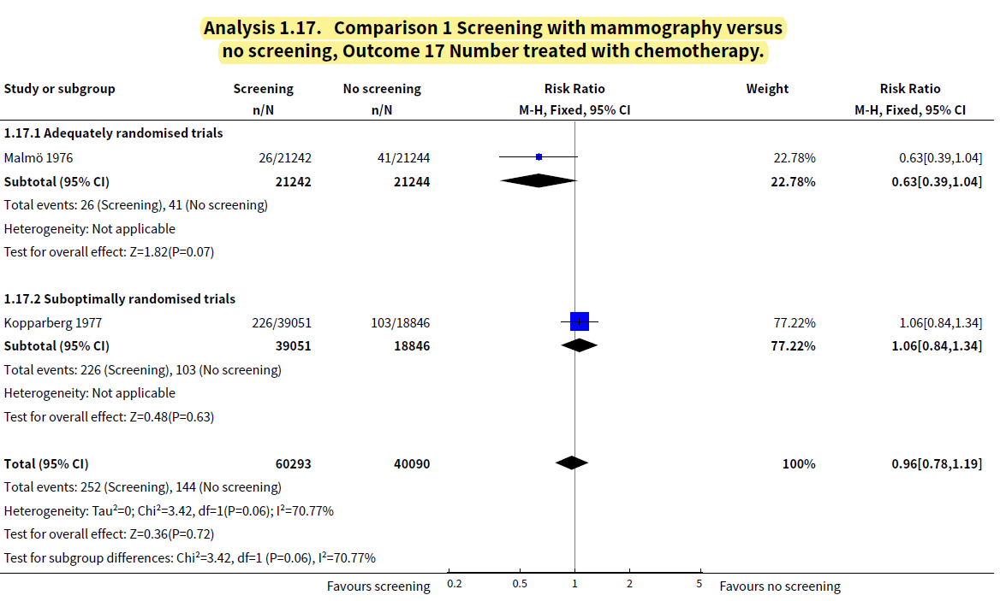 Analysis 1.17. Comparison 1 Screening with mammography versus
no screening, Outcome 17 Number treated with chemotherapy.
Study or subgroup Screening No screening Risk Ratio Weight Risk Ratio
n/N n/N M-H, Fixed, 95% CI M-H, Fixed, 95% CI
1.17.1 Adequately randomised trials
Malmö 1976 26/21242 41/21244 22.78% 0.63[0.39,1.04]
Subtotal (95% CI) 21242 21244 22.78% 0.63[0.39,1.04]
Total events: 26 (Screening), 41 (No screening)
Heterogeneity: Not applicable
Test for overall effect: Z=1.82(P=0.07)
1.17.2 Suboptimally randomised trials
Kopparberg 1977 226/39051 103/18846 77.22% 1.06[0.84,1.34]
Subtotal (95% CI) 39051 18846 77.22% 1.06[0.84,1.34]
Total events: 226 (Screening), 103 (No screening)
Heterogeneity: Not applicable
Test for overall effect: Z=0.48(P=0.63)
Total (95% CI) 60293 40090 100% 0.96[0.78,1.19]
Total events: 252 (Screening), 144 (No screening)
Heterogeneity: Tau²=0; Chi²=3.42, df=1(P=0.06); I²=70.77%
Test for overall effect: Z=0.36(P=0.72)
Test for subgroup differences: Chi²=3.42, df=1 (P=0.06), I²=70.77%
Favours screening 0.2 0.5 1 2 5 Favours no screening